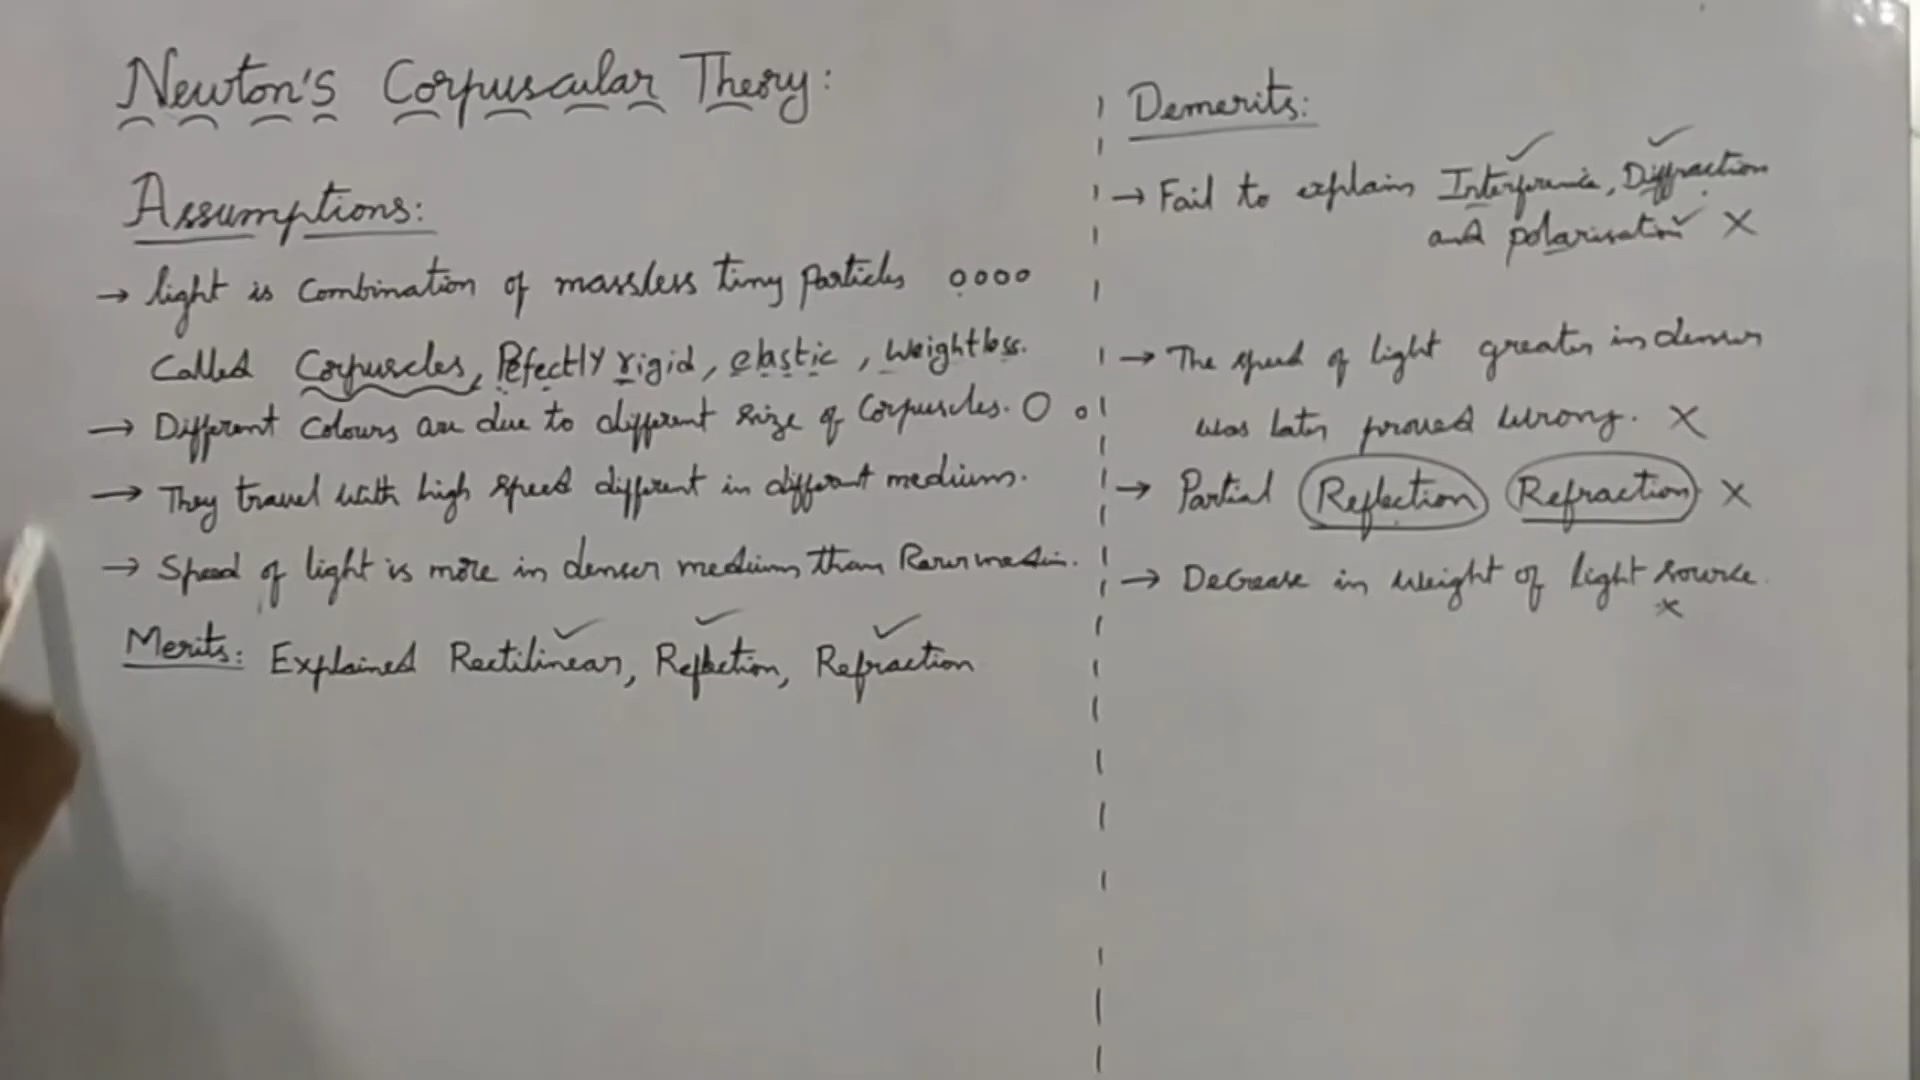 Newton's Corpuscular Theory:
Assumptions:
→ light is Combination of massless tiny particles
Called Corpuscles, Pefectly rigid, elastic, weightless.
→ Different Colours are due to different size of Corpuscles.
→ They travel with high speed different in different mediums.
→ Speed of light is more in denser mediums than Rarer medium.
Merits: Explained Rectilinear, Reflection, Refraction
Demerits:
→ Fail to explain Interference, Diffraction
and polarisation ✓ X
→ The speed of light greater in denser
was later proved wrong. X
→ Partial Reflection Refraction X
→ Decrease in weight of light source.
x